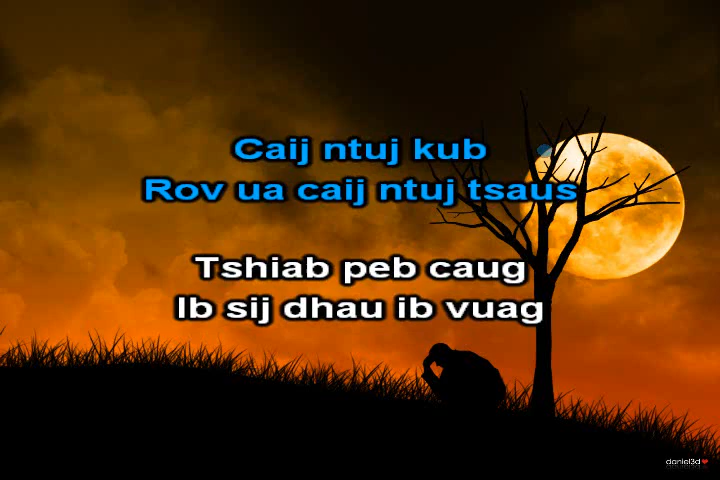 Caij ntuj kub
Rov ua caij ntuj tsaus
Tshiab peb caug
Ib sij dhau ib vuag
daniel3d